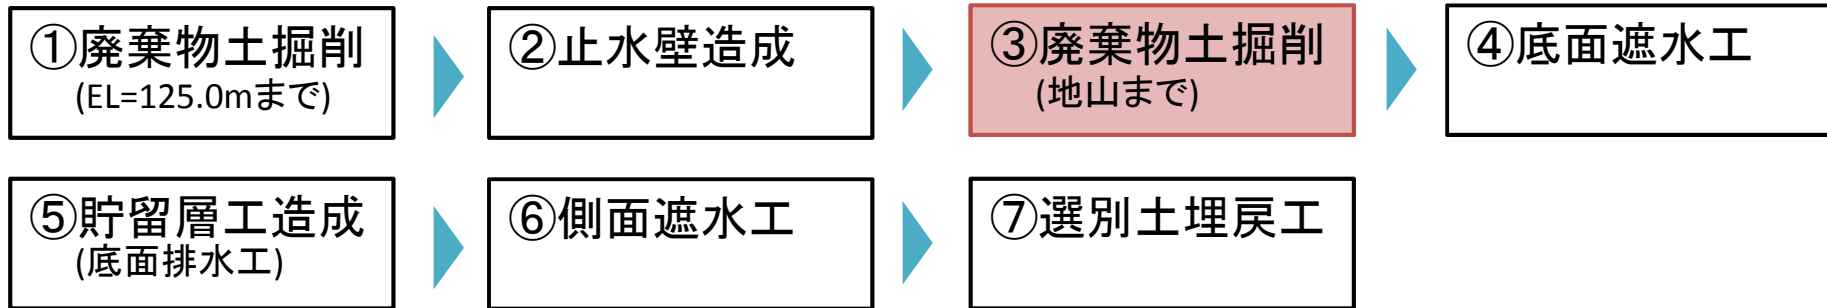 ①廃棄物土掘削
(EL=125.0mまで)
②止水壁造成
③廃棄物土掘削
(地山まで)
④底面遮水工
⑤貯留層工造成
(底面排水工)
⑥側面遮水工
⑦選別土埋戻工